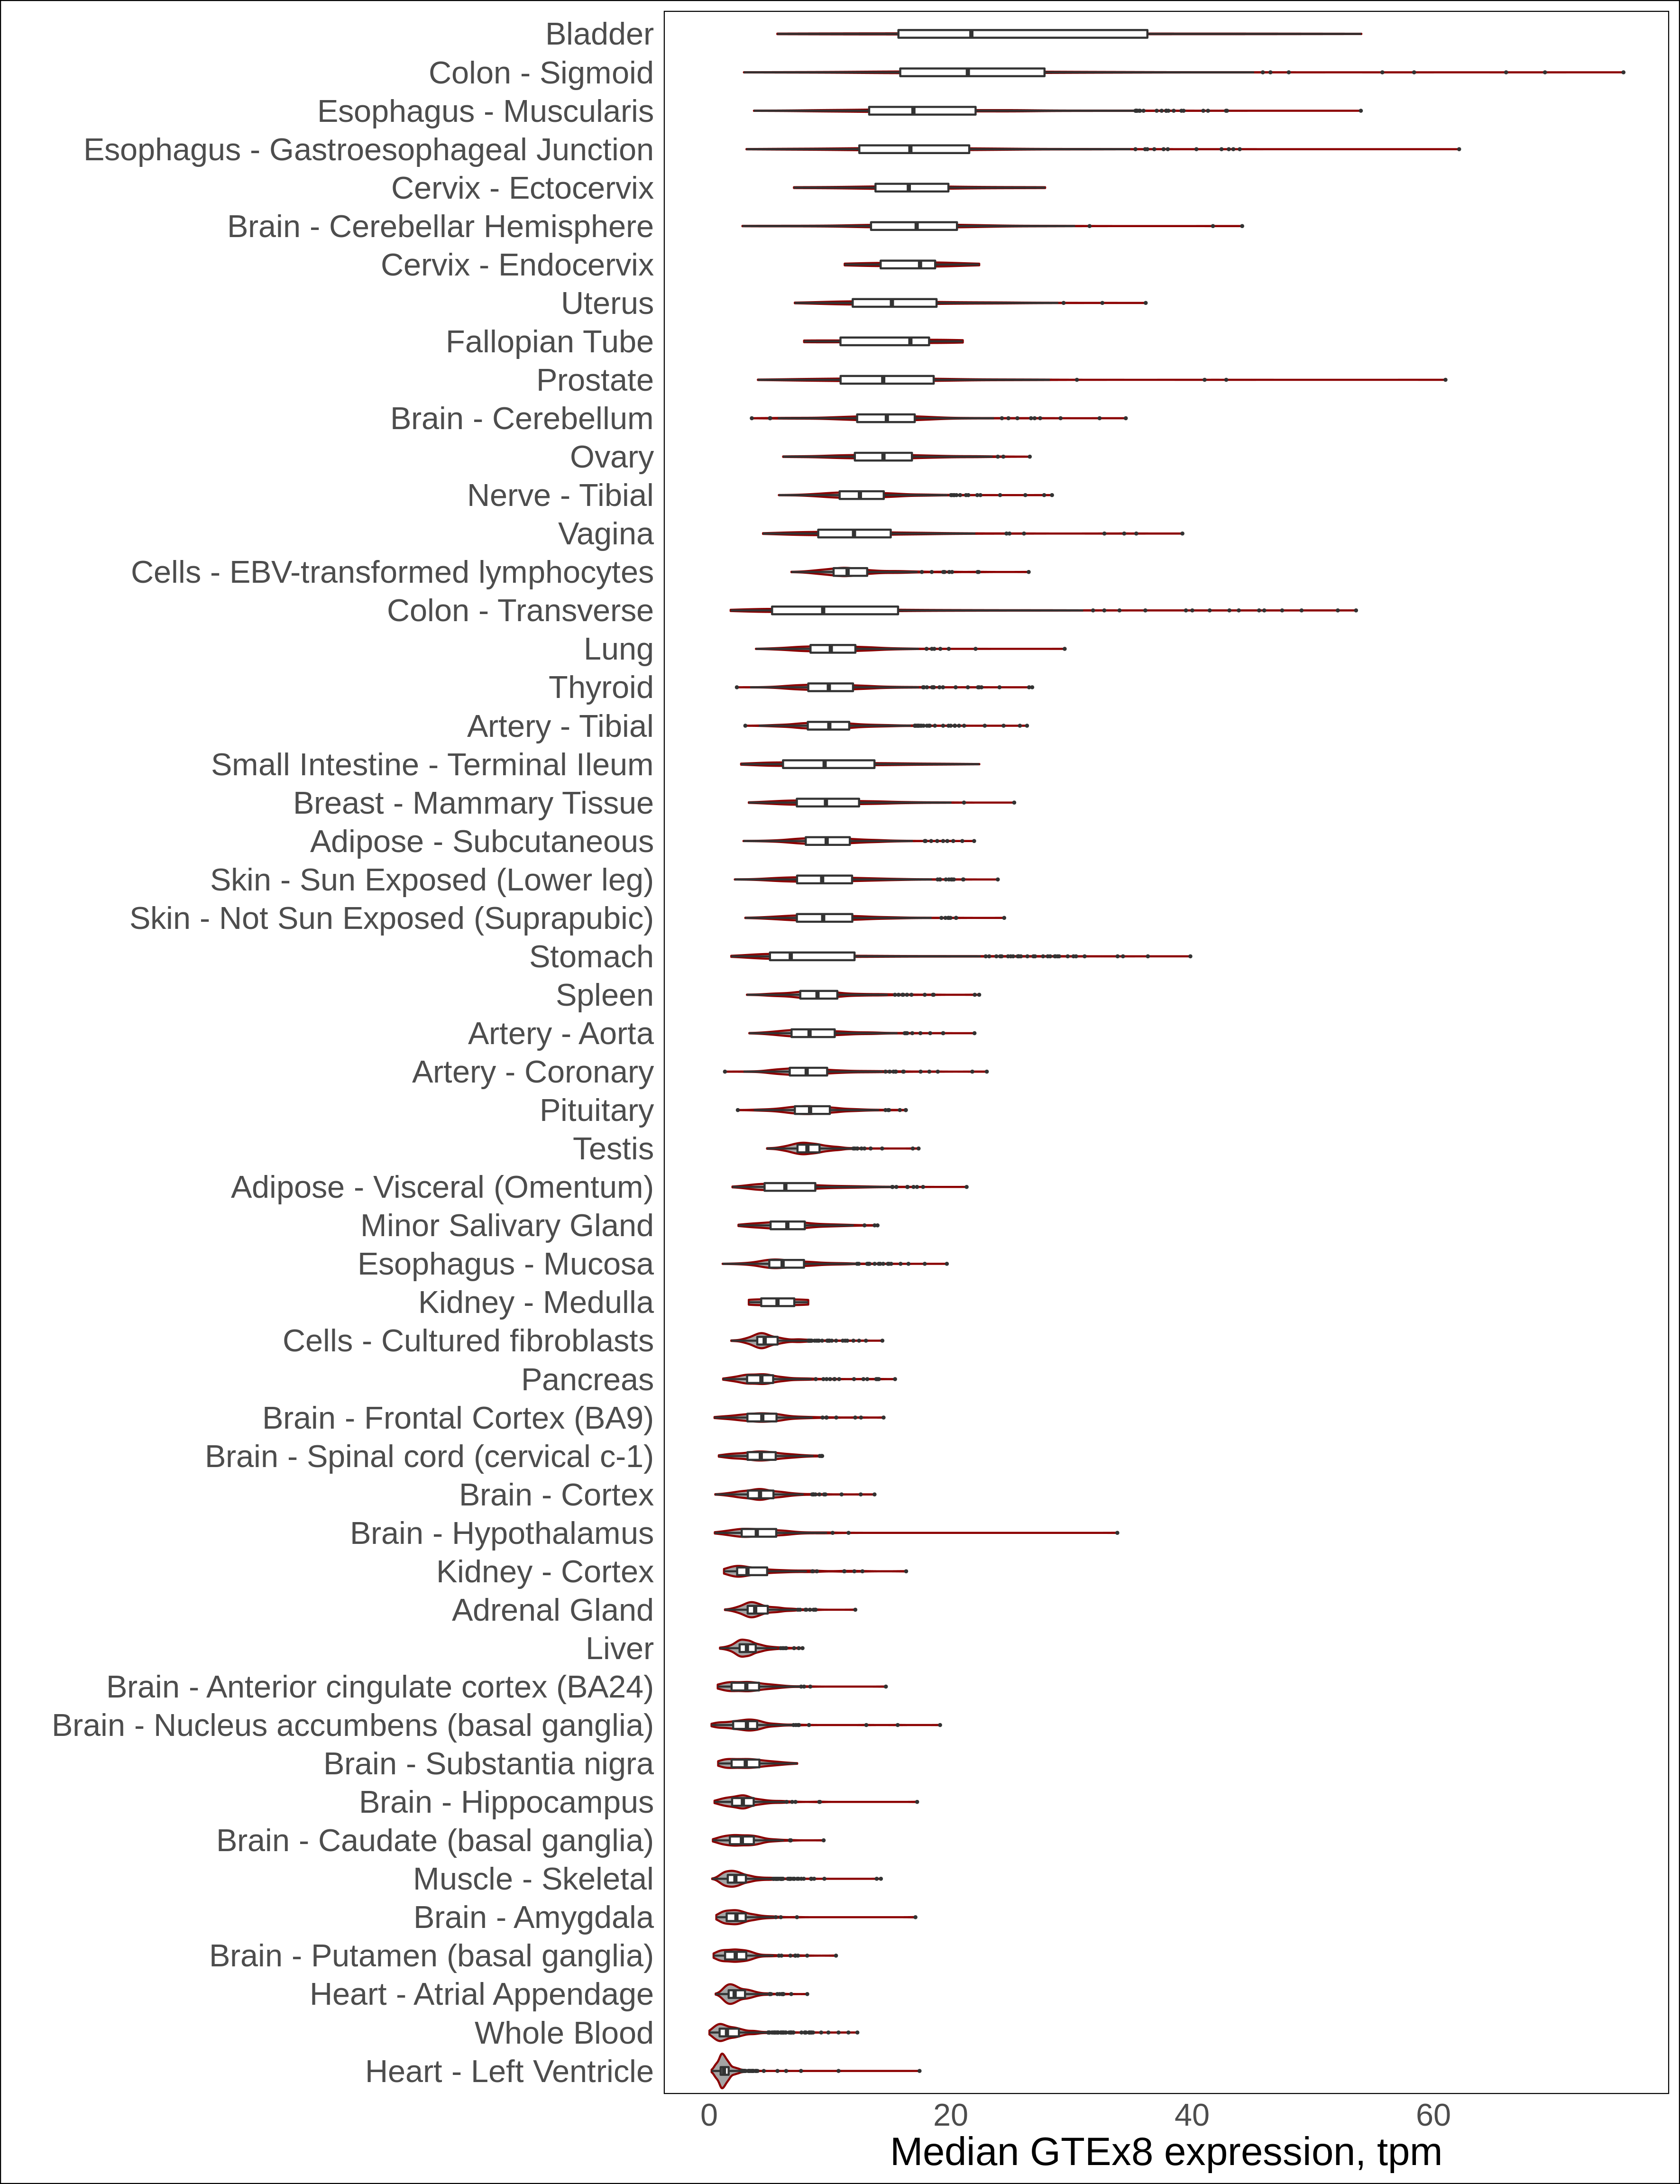 Bladder
Colon - Sigmoid
Esophagus - Muscularis
Esophagus - Gastroesophageal Junction
Cervix - Ectocervix
Brain - Cerebellar Hemisphere
Cervix - Endocervix
Uterus
Fallopian Tube
Prostate
Brain - Cerebellum
Ovary
Nerve - Tibial
Vagina
Cells - EBV-transformed lymphocytes
Colon - Transverse
Lung
Thyroid
Artery - Tibial
Small Intestine - Terminal Ileum
Breast - Mammary Tissue
Adipose - Subcutaneous
Skin - Sun Exposed (Lower leg)
Skin - Not Sun Exposed (Suprapubic)
Stomach
Spleen
Artery - Aorta
Artery - Coronary
Pituitary
Testis
Adipose - Visceral (Omentum)
Minor Salivary Gland
Esophagus - Mucosa
Kidney - Medulla
Cells - Cultured fibroblasts
Pancreas
Brain - Frontal Cortex (BA9)
Brain - Spinal cord (cervical c-1)
Brain - Cortex
Brain - Hypothalamus
Kidney - Cortex
Adrenal Gland
Liver
Brain - Anterior cingulate cortex (BA24)
Brain - Nucleus accumbens (basal ganglia)
Brain - Substantia nigra
Brain - Hippocampus
Brain - Caudate (basal ganglia)
Muscle - Skeletal
Brain - Amygdala
Brain - Putamen (basal ganglia)
Heart - Atrial Appendage
Whole Blood
Heart - Left Ventricle
0 20 40 60
Median GTEx8 expression, tpm